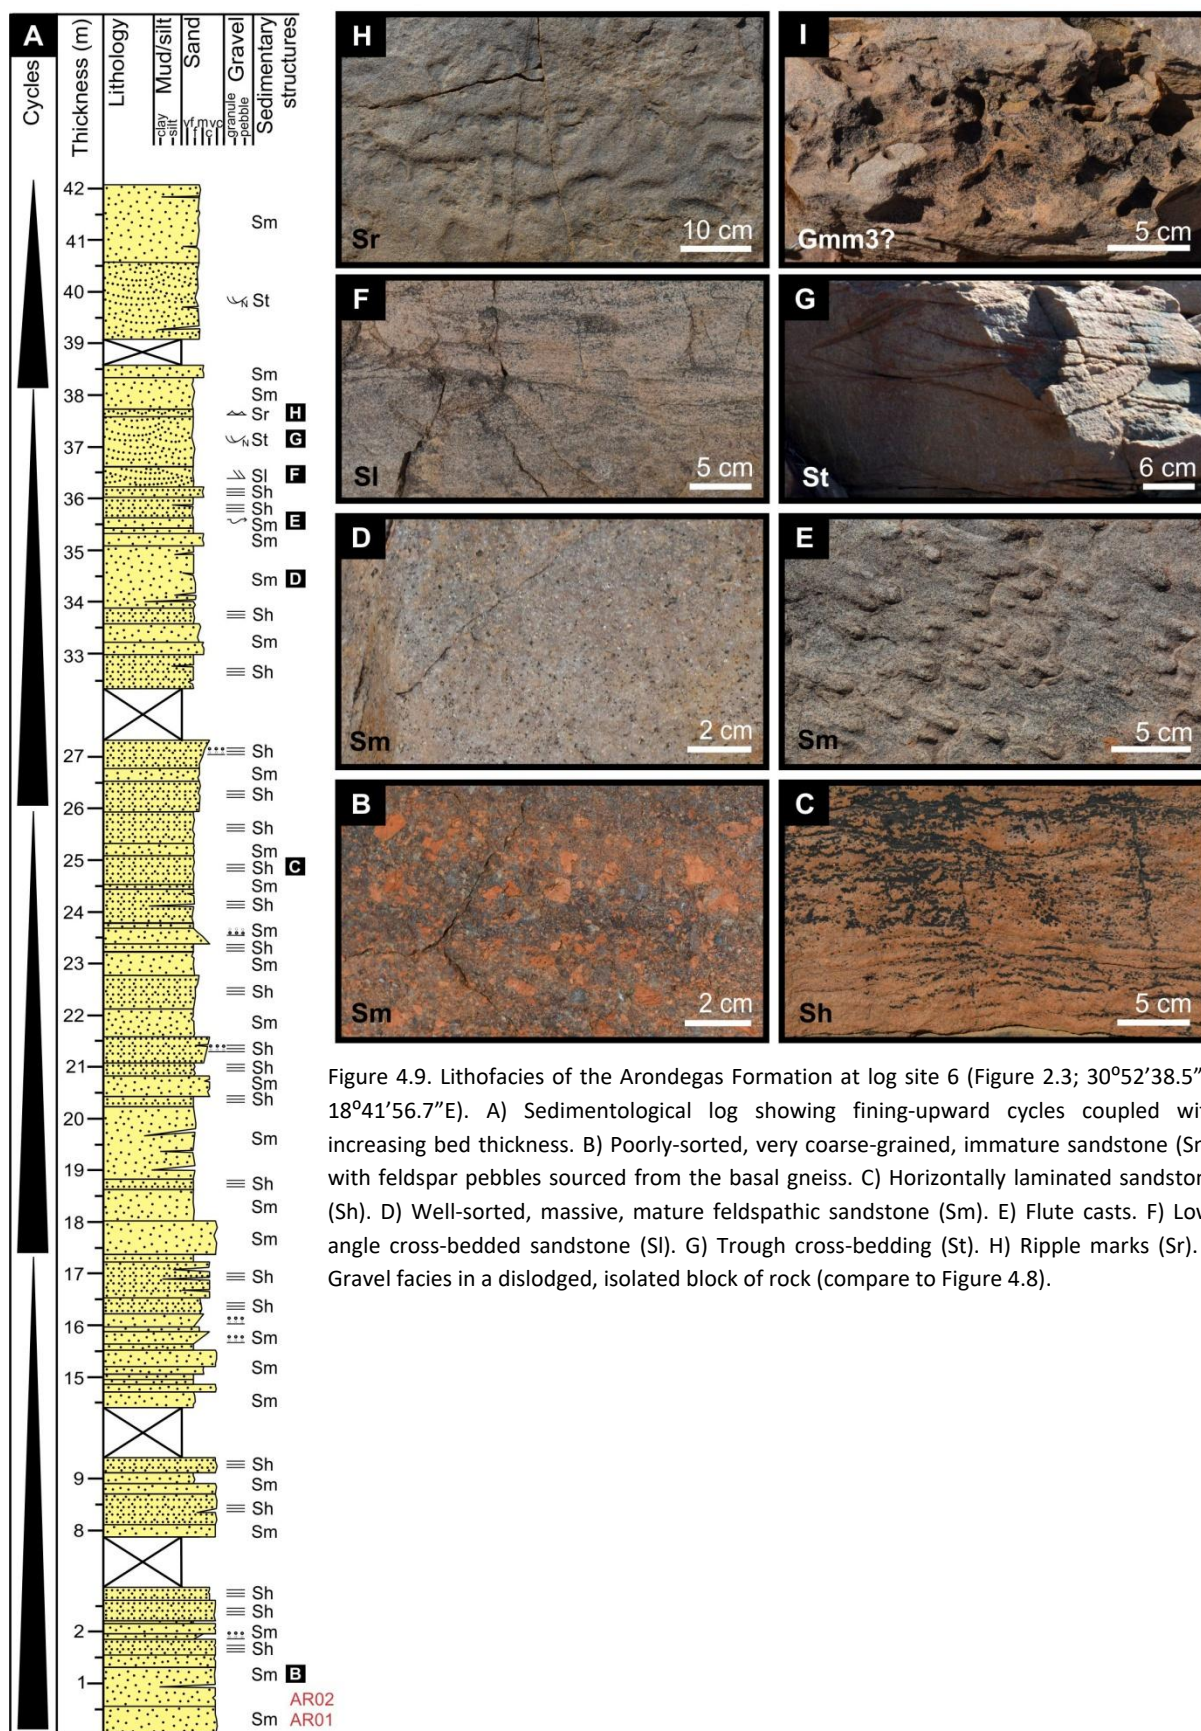 A
Cycles
Thickness (m)
Lithology
Mud/silt
Sand
Gravel
Sedimentary
structures
clay
silt
vf
f
m
c
vc
granule
pebble
42
Sm
41
40
N St
39
Sm
38
Sm
Sr H
37
N St G
Sl F
36
Sh
Sh
E
Sm
35
Sm
Sm D
34
Sh
Sm
33
Sh
27
Sh
Sm
26
Sh
Sh
Sm
25
Sh C
Sm
24
Sh
Sm
Sh
23
Sm
Sh
22
Sm
Sh
21
Sh
Sm
Sh
20
Sm
19
Sh
Sm
18
Sm
17
Sh
Sh
16
Sm
Sm
15
Sm
Sh
9
Sm
Sh
8
Sm
Sh
Sh
2
Sm
Sh
1
Sm B
AR02
Sm AR01
H
Sr
10 cm
I
Gmm3?
5 cm
F
Sl
5 cm
G
St
6 cm
D
Sm
2 cm
E
Sm
5 cm
B
Sm
2 cm
C
Sh
5 cm
Figure 4.9. Lithofacies of the Arondegas Formation at log site 6 (Figure 2.3; 30⁰52’38.5”
18⁰41’56.7”E). A) Sedimentological log showing fining-upward cycles coupled wit
increasing bed thickness. B) Poorly-sorted, very coarse-grained, immature sandstone (Sn
with feldspar pebbles sourced from the basal gneiss. C) Horizontally laminated sandston
(Sh). D) Well-sorted, massive, mature feldspathic sandstone (Sm). E) Flute casts. F) Lov
angle cross-bedded sandstone (Sl). G) Trough cross-bedding (St). H) Ripple marks (Sr).
Gravel facies in a dislodged, isolated block of rock (compare to Figure 4.8).